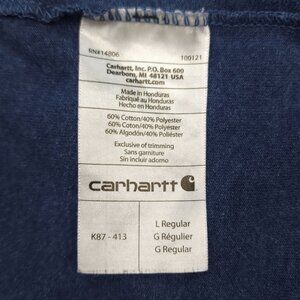 RN#14806 100121
Carhartt, Inc. P.O. Box 600
Dearborn, MI 48121 USA
carhartt.com
Made in Honduras
Fabriqué au Honduras
Hecho en Honduras
60% Cotton/40% Polyester
60% Coton/40% Polyester
60% Algodón/40% Poliéster
Exclusive of trimming
Sans garniture
Sin incluir adorno
carhartt
K87 - 413
L Regular
G Régulier
G Regular